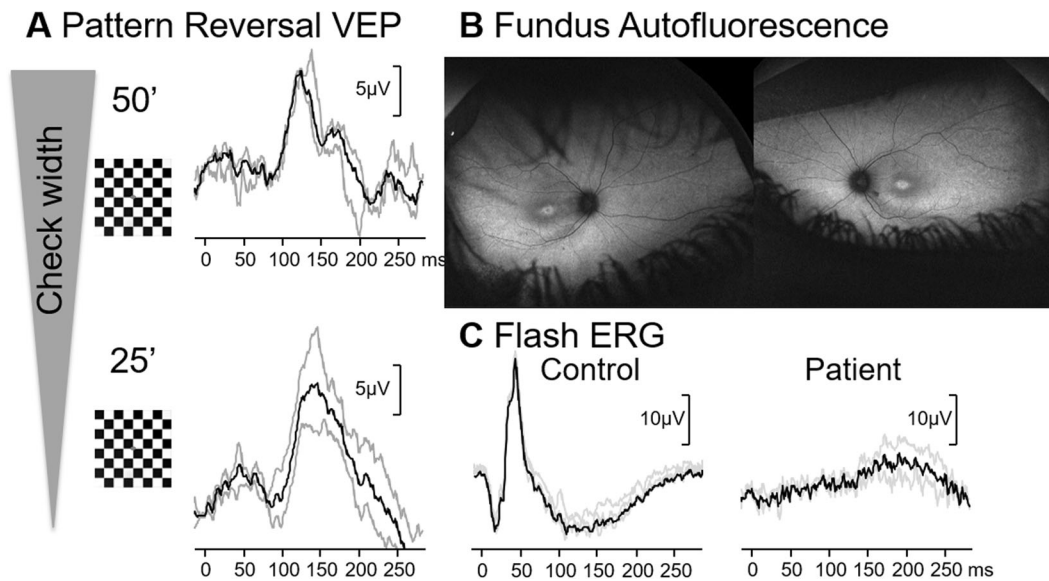 A Pattern Reversal VEP
Check width
50'
5µV
0 50 100 150 200 250 ms
25'
5µV
0 50 100 150 200 250
B Fundus Autofluorescence
C Flash ERG
Control
Patient
10µV
10µV
0 50 100 150 200 250
0 50 100 150 200 250 ms